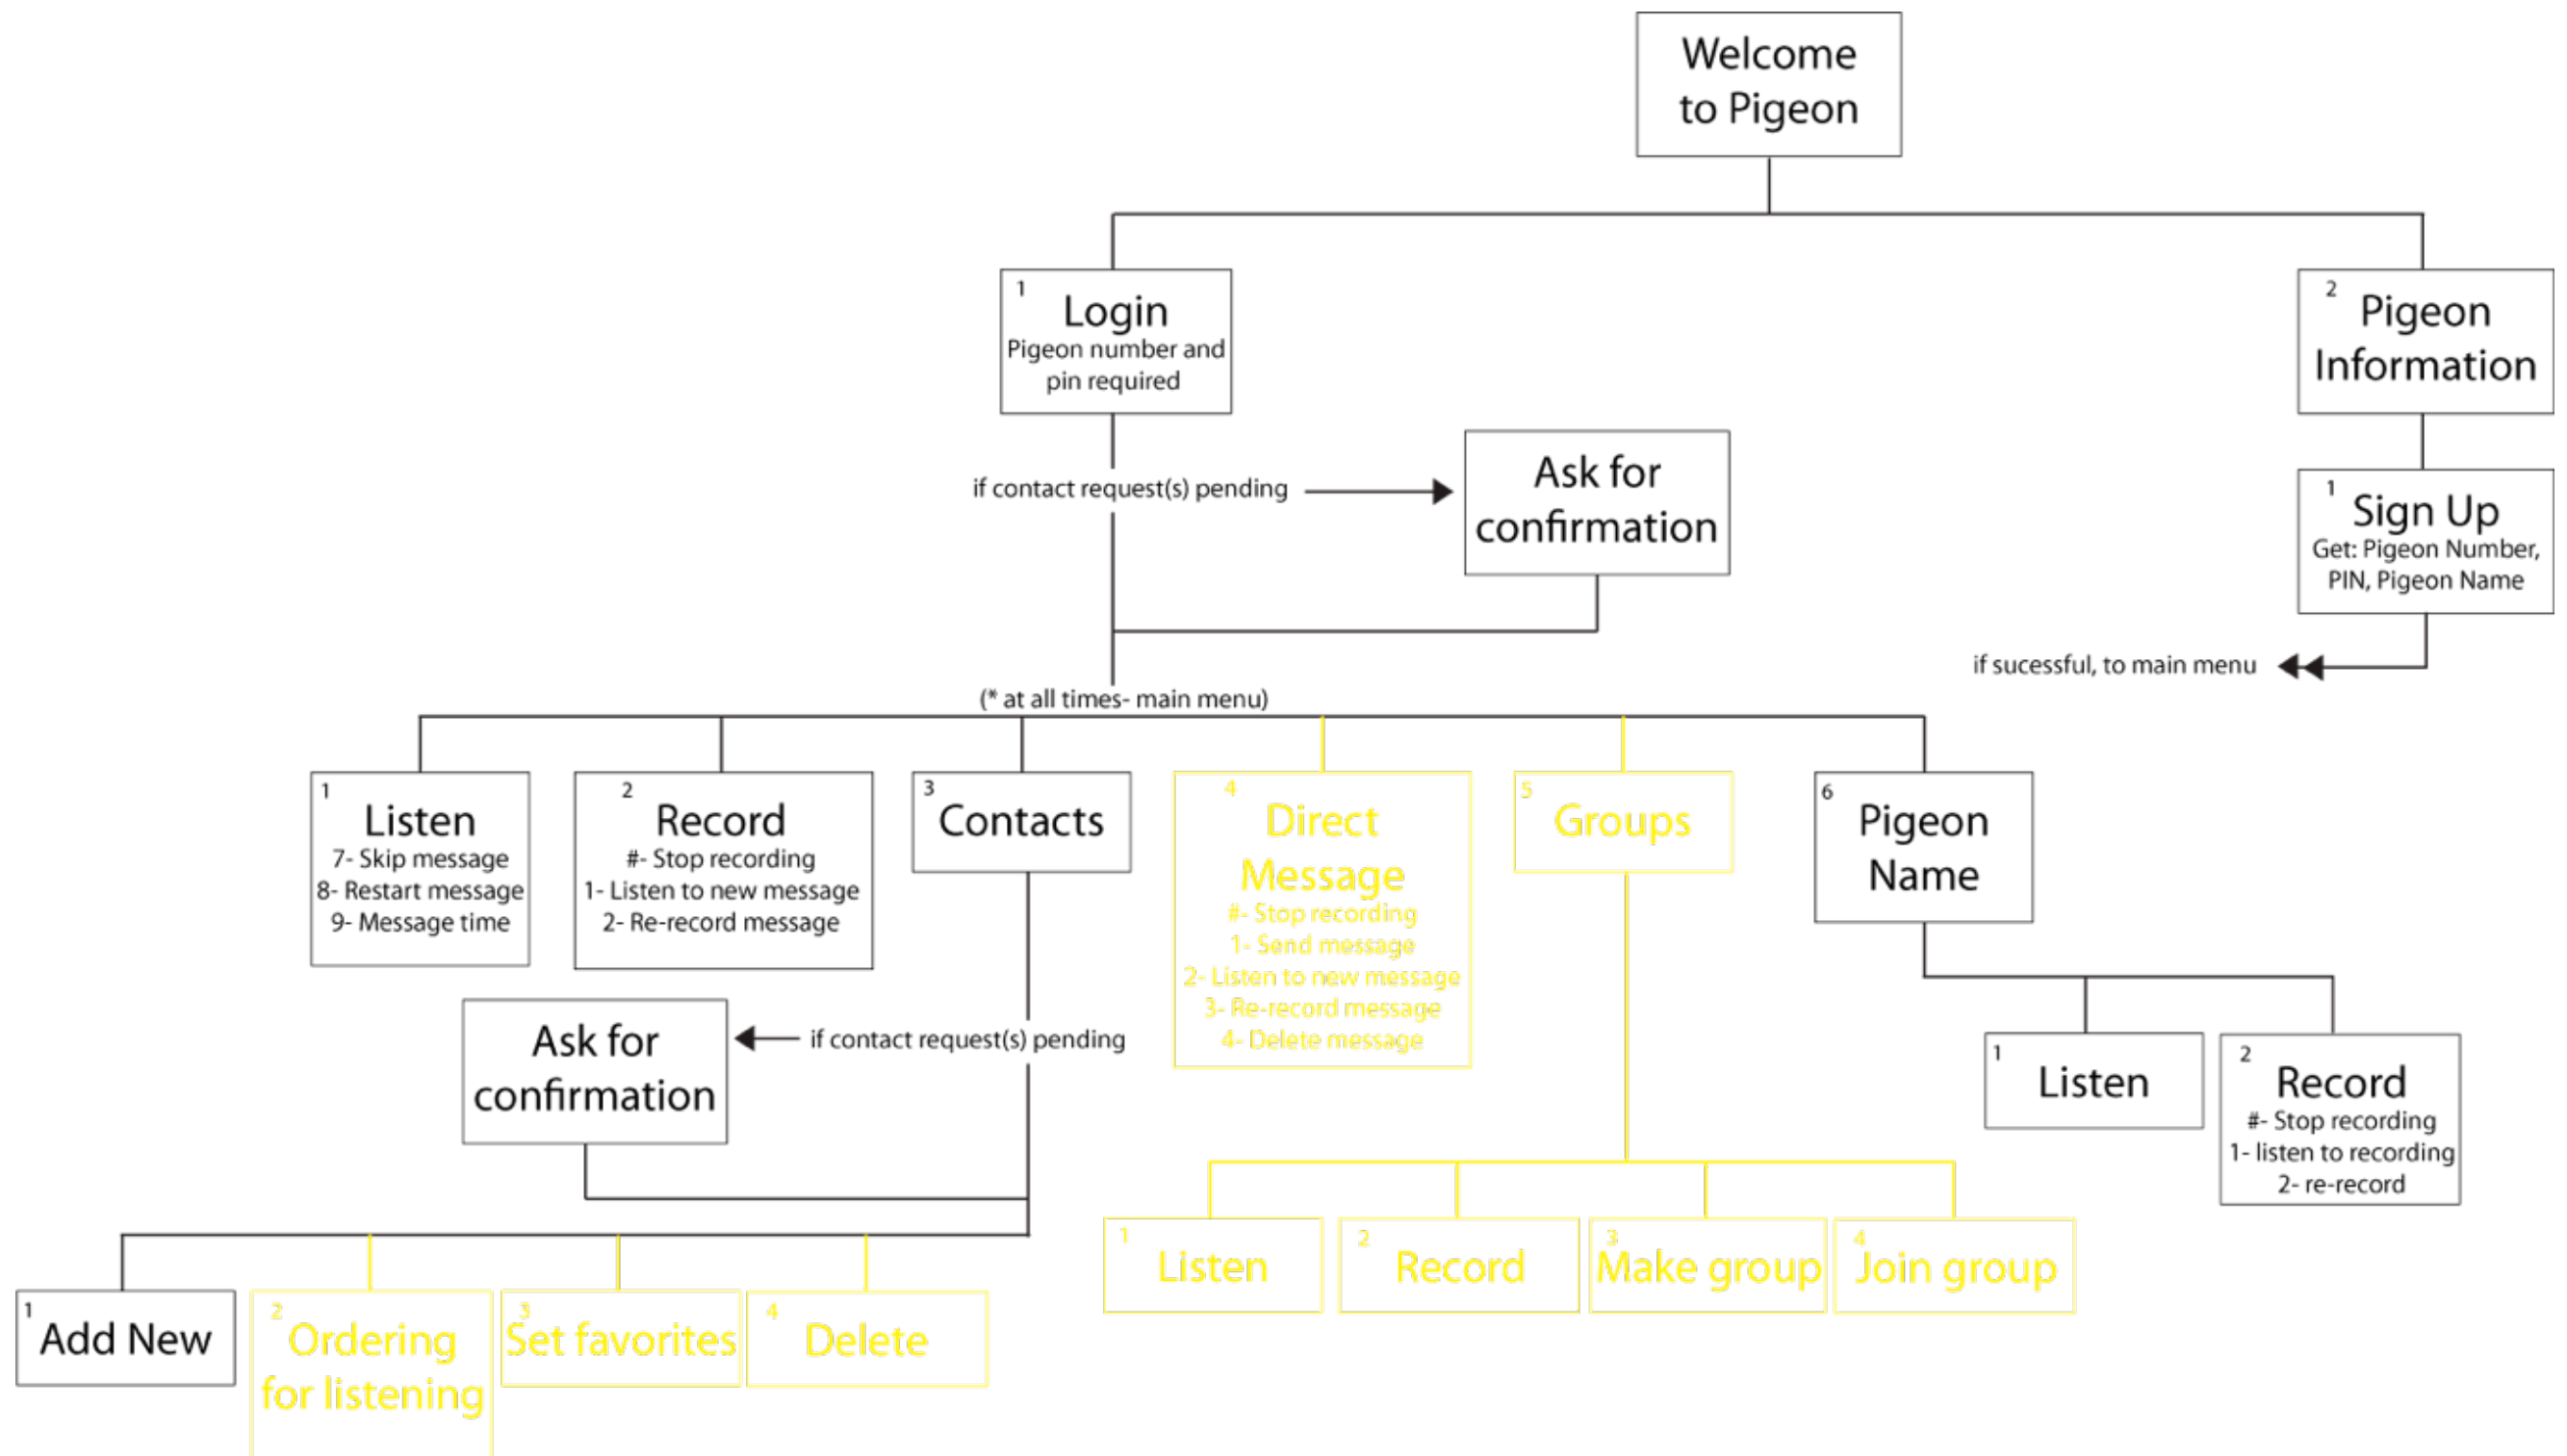 Welcome
to Pigeon
1
Login
Pigeon number and
pin required
2
Pigeon
Information
if contact request(s) pending
Ask for
confirmation
1
Sign Up
Get: Pigeon Number,
PIN, Pigeon Name
if sucessful, to main menu
(* at all times- main menu)
1
Listen
7- Skip message
8- Restart message
9- Message time
2
Record
#- Stop recording
1- Listen to new message
2- Re-record message
3
Contacts
4
Direct
Message
#- Stop recording
1- Send message
2- Listen to new message
3- Re-record message
4- Delete message
5
Groups
6
Pigeon
Name
Ask for
confirmation
if contact request(s) pending
1
Listen
2
Record
#- Stop recording
1- listen to recording
2- re-record
1
Listen
2
Record
3
Make group
4
Join group
1
Add New
2
Ordering
for listening
3
Set favorites
4
Delete